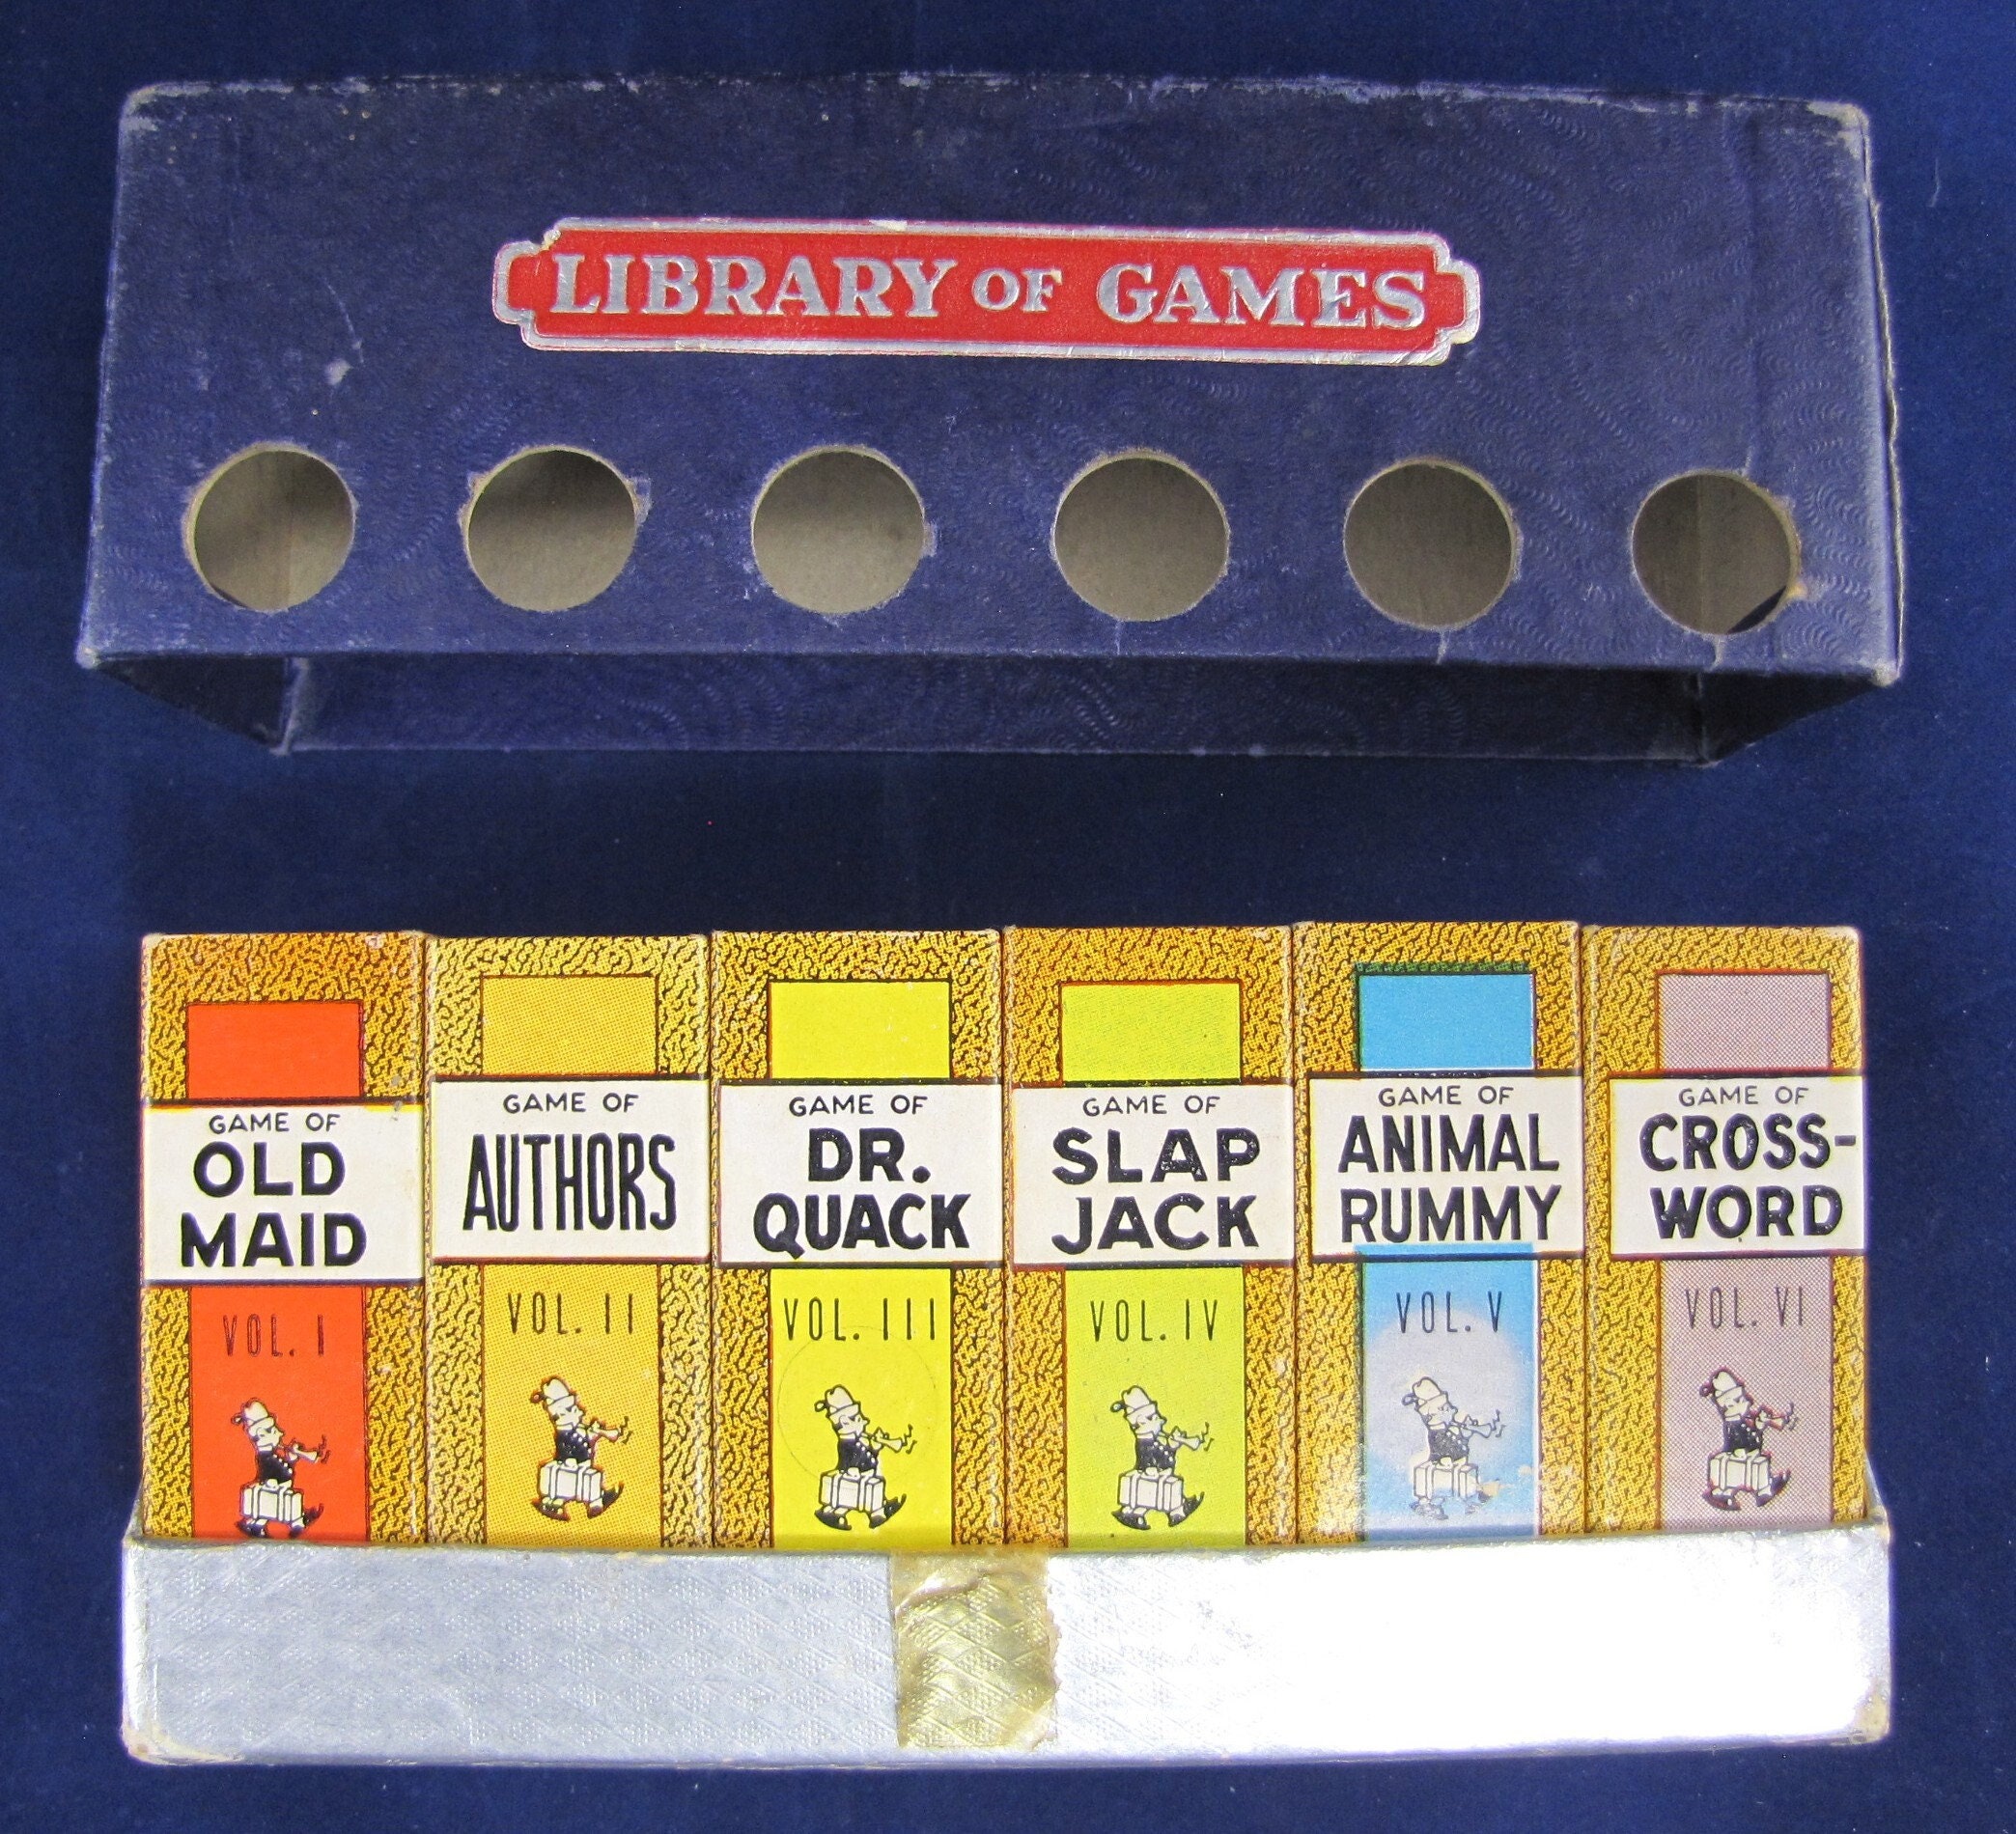 LIBRARY OF GAMES
GAME OF
OLD
MAID
VOL. I
GAME OF
AUTHORS
VOL. II
GAME OF
DR.
QUACK
VOL. III
GAME OF
SLAP
JACK
VOL. IV
GAME OF
ANIMAL
RUMMY
VOL. V
GAME OF
CROSS-
WORD
VOL. VI